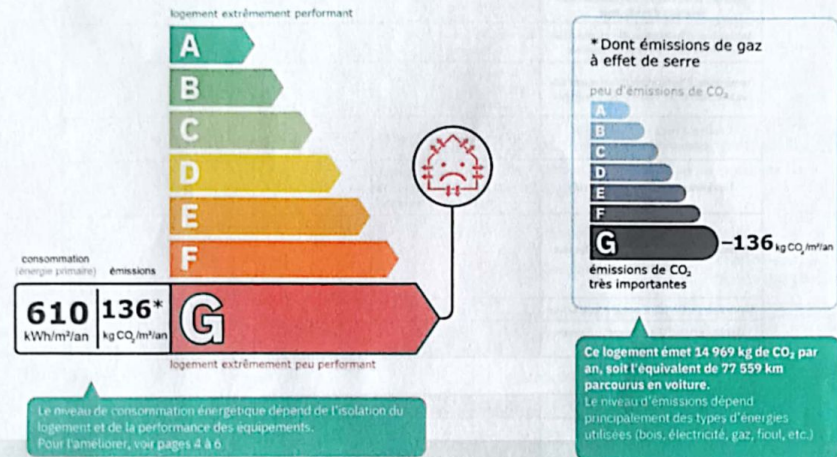 logement extrêmement performant
A
B
C
D
E
F
consommation
(énergie primaire) émissions
610 136*
kWh/m²/an kg CO₂/m²/an
G
logement extrêmement peu performant
Le niveau de consommation énergétique dépend de l'isolation du
logement et de la performance des équipements.
Pour l'améliorer, voir pages 4 à 6
* Dont émissions de gaz
à effet de serre
peu d'émissions de CO₂
A
B
C
D
E
F
G
136 kg CO₂/m²/an
émissions de CO₂
très importantes
Ce logement émet 14 969 kg de CO₂ par
an, soit l'équivalent de 77 559 km
parcourus en voiture.
Le niveau d'émissions dépend
principalement des types d'énergies
utilisées (bois, électricité, gaz, fioul, etc.)